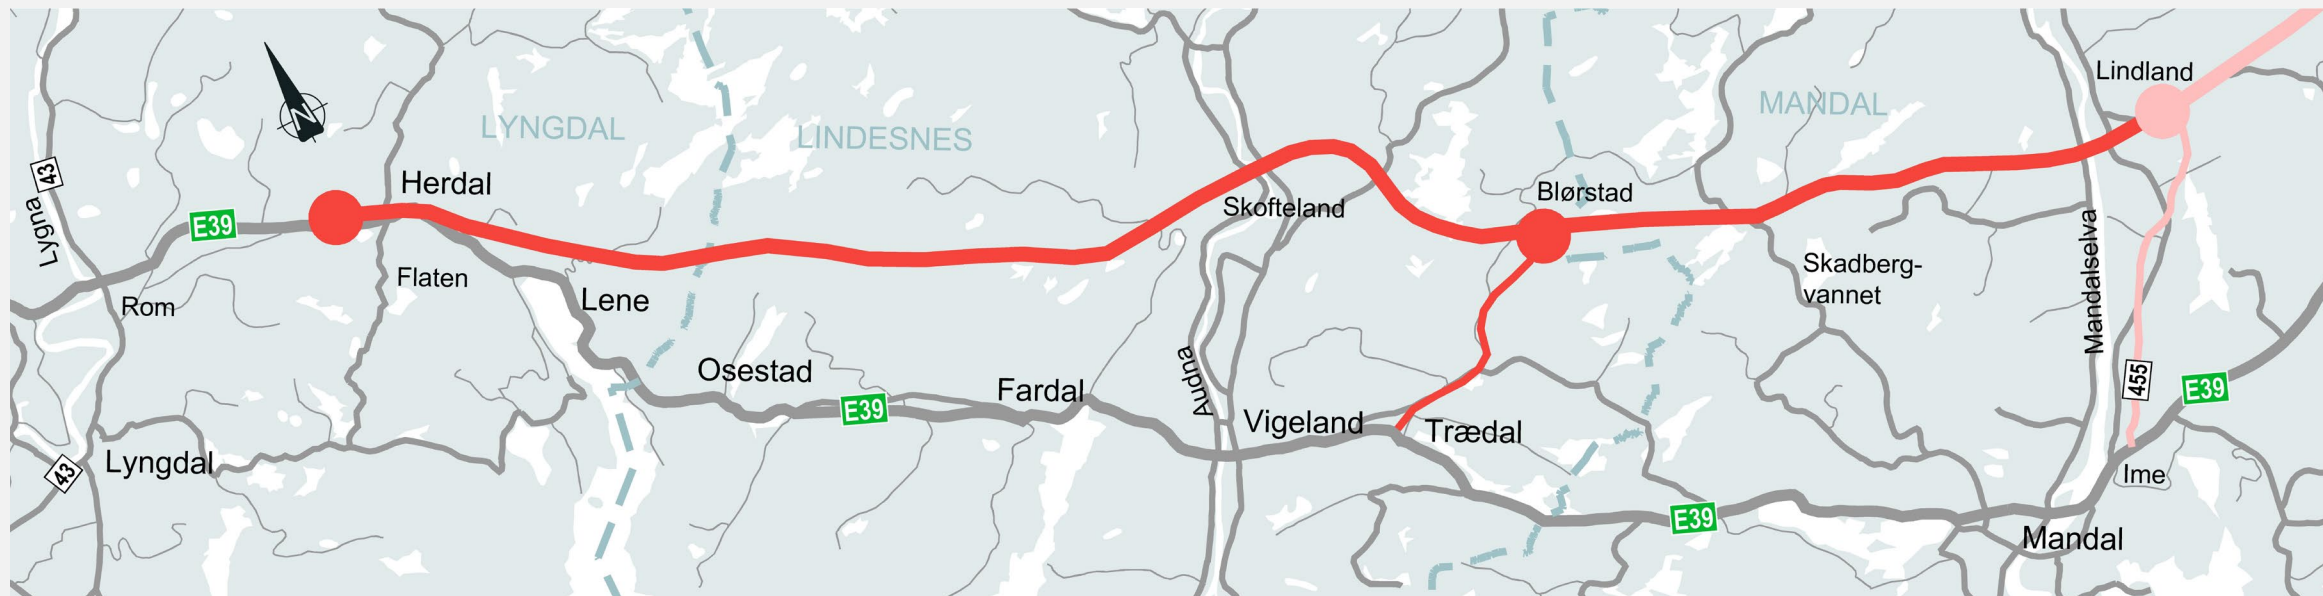 Lindland
MANDAL
LYNGDAL
LINDESNES
N
43
Herdal
Blørstad
Skofteland
E39
Lygna
Flaten
Skadberg-
vannet
Mandalselva
Rom
Lene
Osestad
Audna
Fardal
455
E39
E39
Vigeland
Trædal
Lyngdal
43
Ime
E39
Mandal